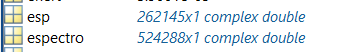 esp 262145x1 complex double
espectro 524288x1 complex double